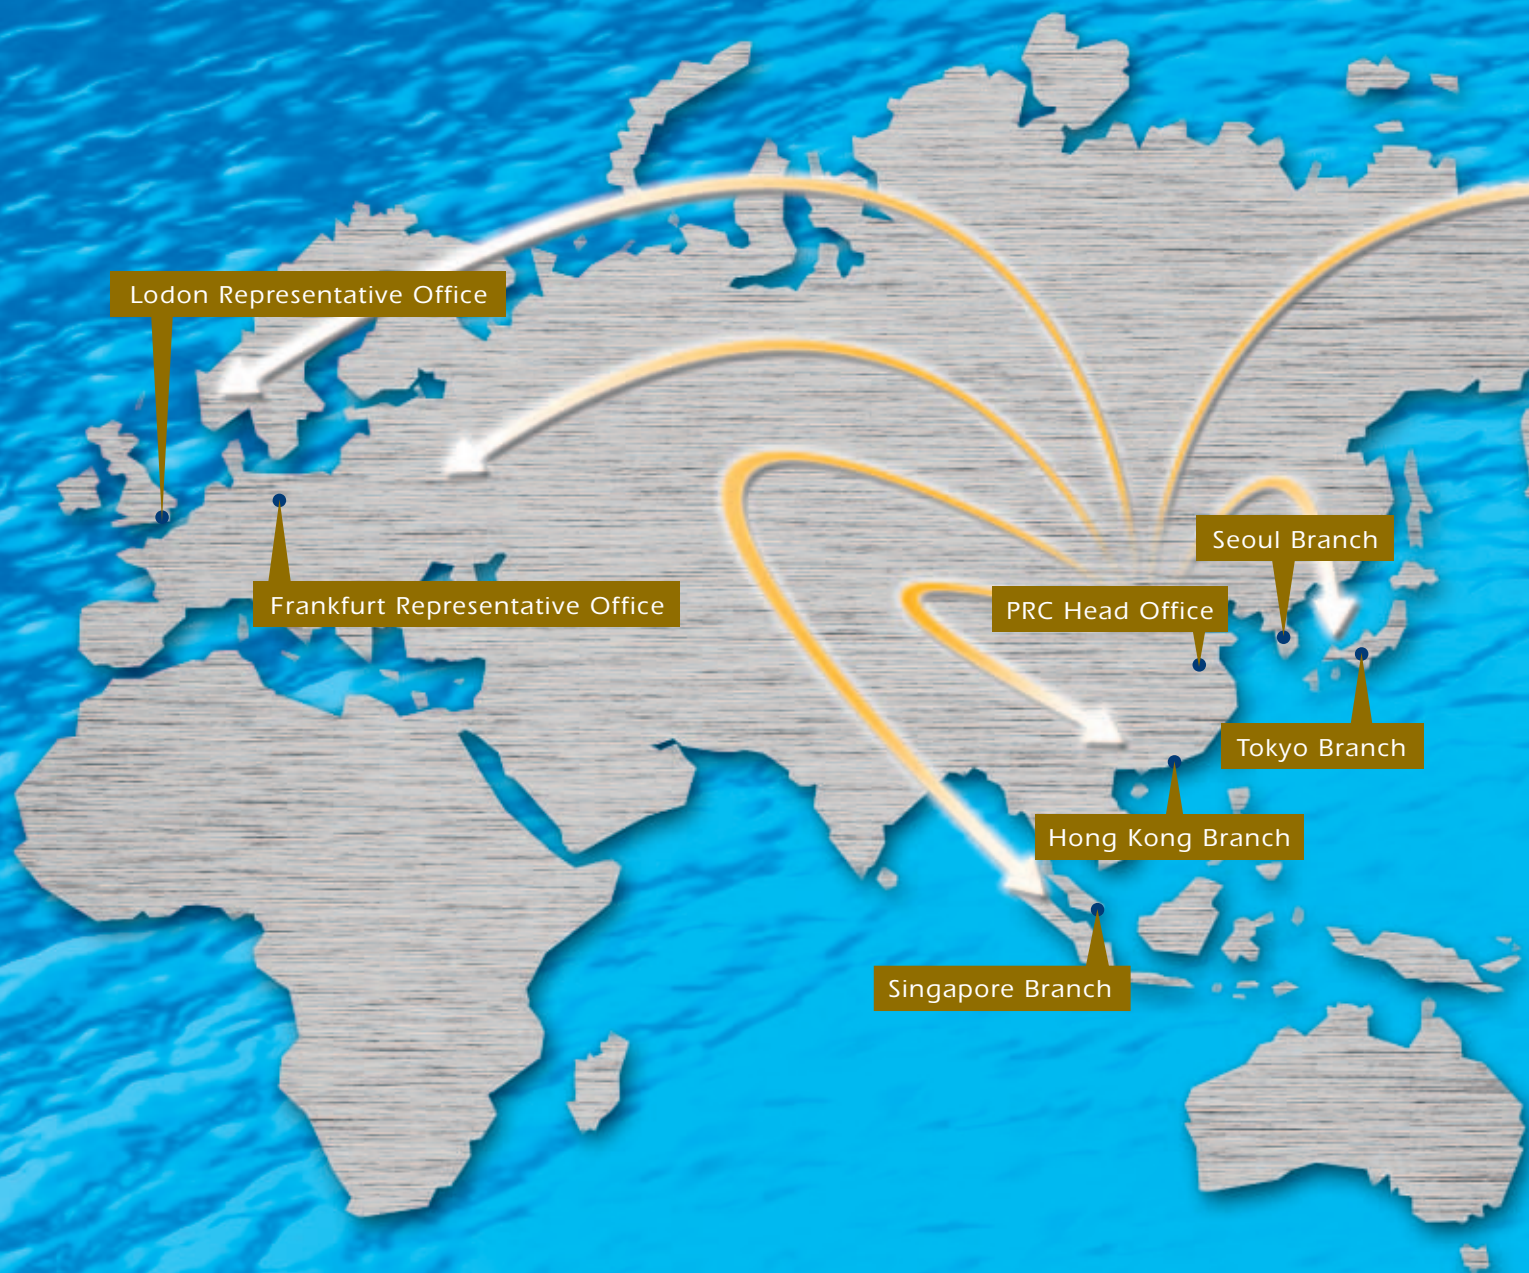 Lodon Representative Office
Seoul Branch
Frankfurt Representative Office
PRC Head Office
Tokyo Branch
Hong Kong Branch
Singapore Branch